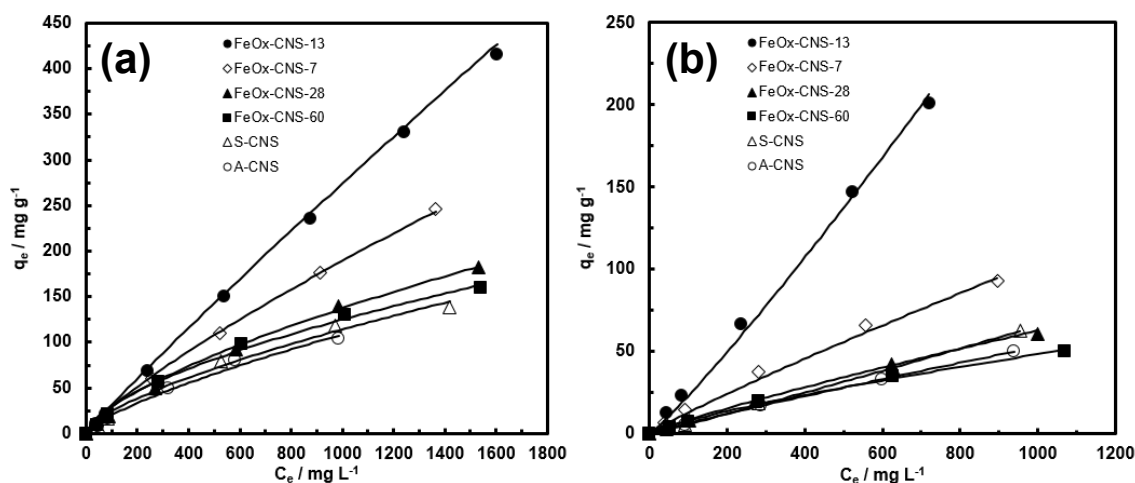 (a)
FeOx-CNS-13
FeOx-CNS-7
FeOx-CNS-28
FeOx-CNS-60
S-CNS
A-CNS
450
400
350
300
250
200
150
100
50
0
qe / mg g-1
0 200 400 600 800 1000 1200 1400 1600 1800
Ce / mg L-1
(b)
FeOx-CNS-13
FeOx-CNS-7
FeOx-CNS-28
FeOx-CNS-60
S-CNS
A-CNS
250
200
150
100
50
0
qe / mg g-1
0 200 400 600 800 1000 1200
Ce / mg L-1